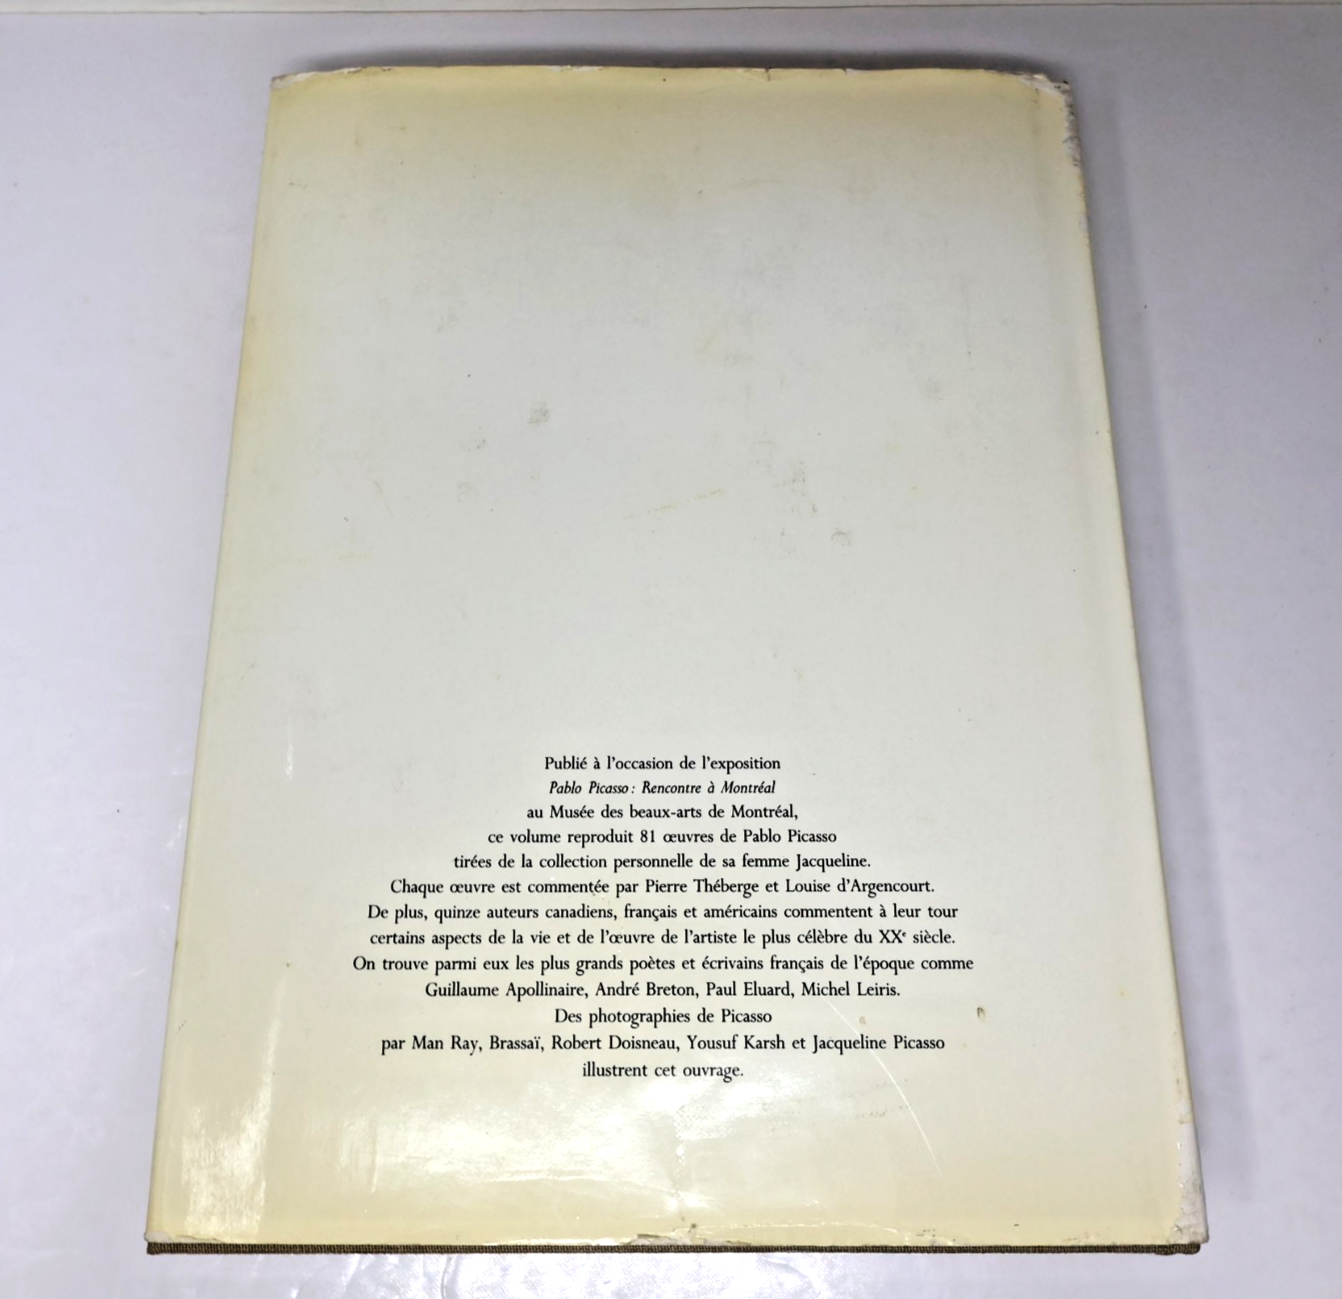 Publié à l'occasion de l'exposition
Pablo Picasso : Rencontre à Montréal
au Musée des beaux-arts de Montréal,
ce volume reproduit 81 œuvres de Pablo Picasso
tirées de la collection personnelle de sa femme Jacqueline.
Chaque œuvre est commentée par Pierre Théberge et Louise d'Argencourt.
De plus, quinze auteurs canadiens, français et américains commentent à leur tour
certains aspects de la vie et de l'œuvre de l'artiste le plus célèbre du XXᵉ siècle.
On trouve parmi eux les plus grands poètes et écrivains français de l'époque comme
Guillaume Apollinaire, André Breton, Paul Eluard, Michel Leiris.
Des photographies de Picasso
par Man Ray, Brassaï, Robert Doisneau, Yousuf Karsh et Jacqueline Picasso
illustrent cet ouvrage.